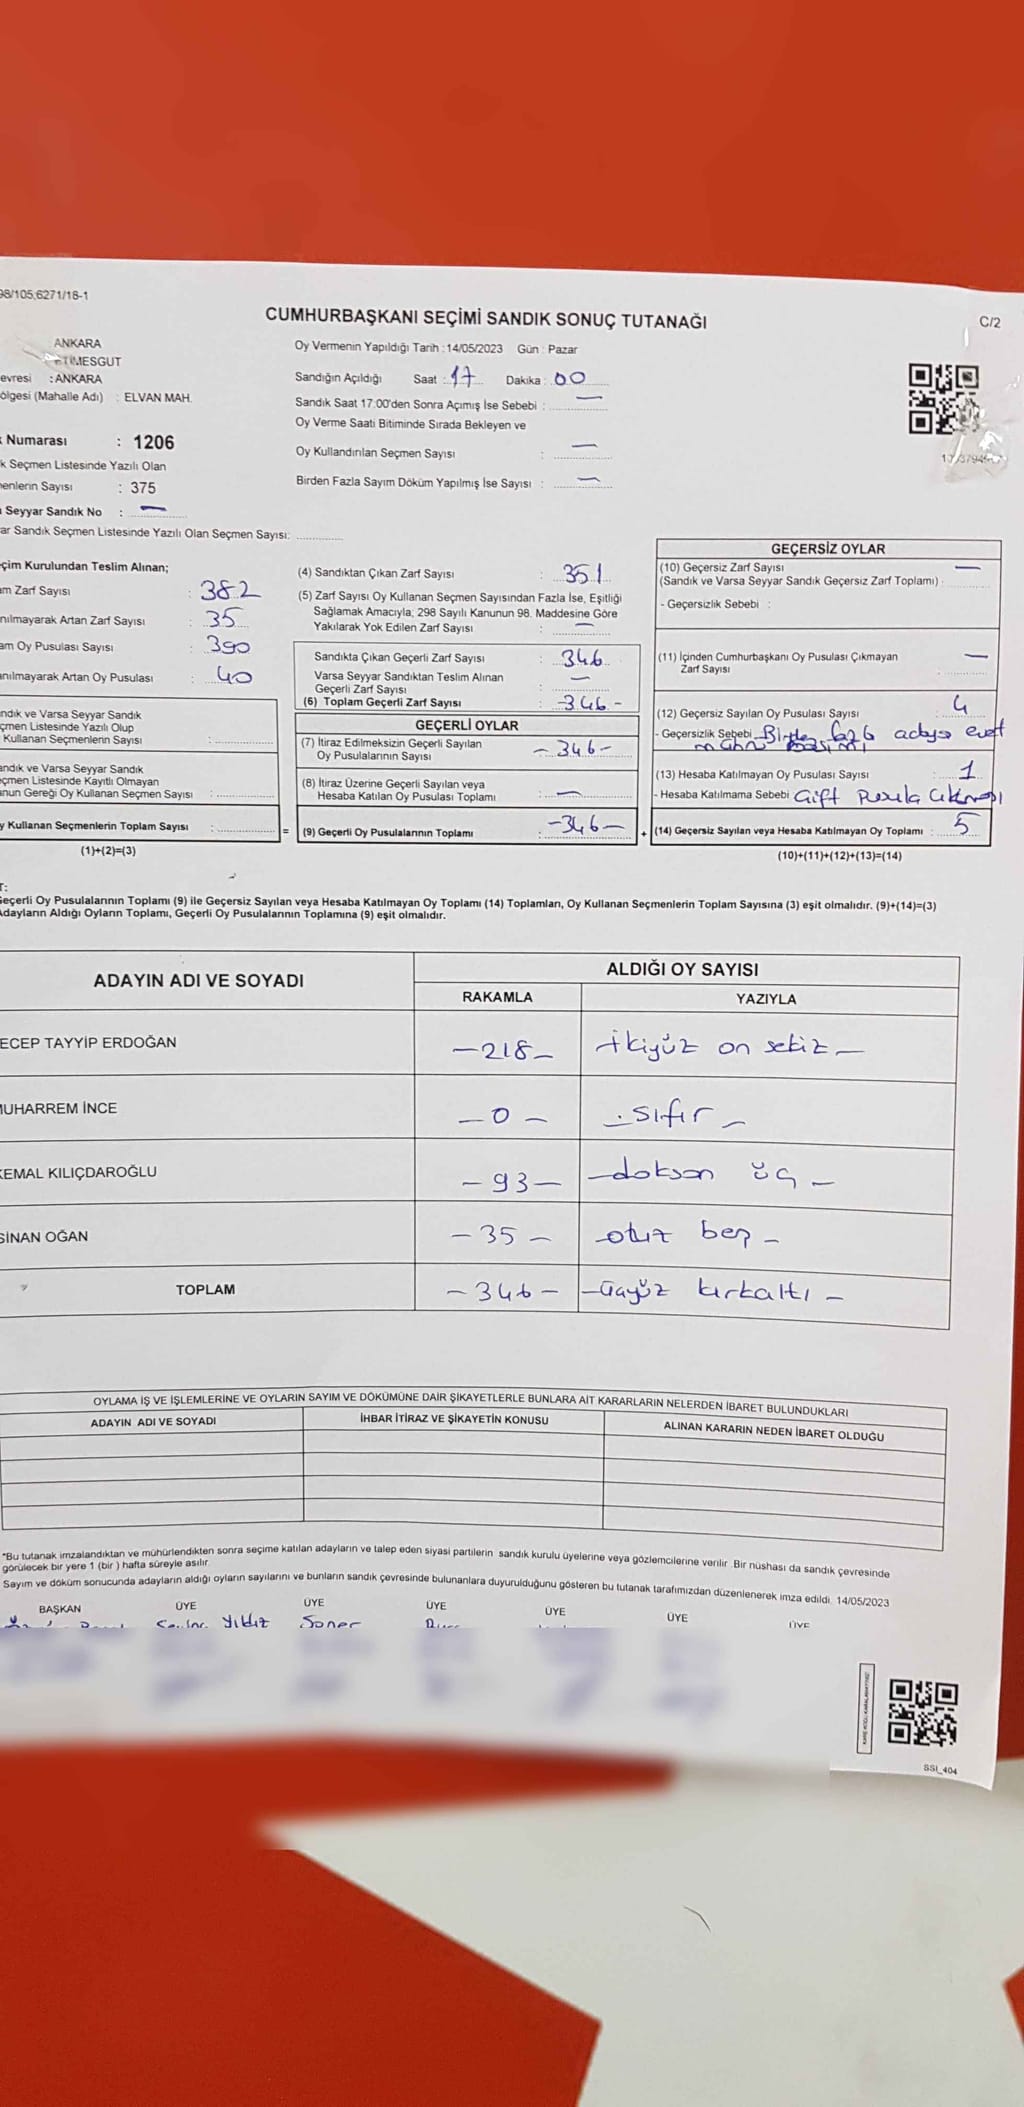 98/105,6271/18-1
CUMHURBAŞKANI SEÇİMİ SANDIK SONUÇ TUTANAĞI
C/2
ANKARA
ETİMESGUT
evresi : ANKARA
ölgesi (Mahalle Adı) : ELVAN MAH.
Numarası : 1206
k Seçmen Listesinde Yazılı Olan
enlerin Sayısı : 375
Seyyar Sandık No : —
ar Sandık Seçmen Listesinde Yazılı Olan Seçmen Sayısı:
Oy Vermenin Yapıldığı Tarih : 14/05/2023 Gün : Pazar
Sandığın Açıldığı Saat : 17 Dakika : 00
Sandık Saat 17:00'den Sonra Açımış İse Sebebi : —
Oy Verme Saati Bitiminde Sırada Bekleyen ve
Oy Kullandırılan Seçmen Sayısı : —
Birden Fazla Sayım Döküm Yapılmış İse Sayısı : —
çim Kurulundan Teslim Alınan;
am Zarf Sayısı : 382
nılmayarak Artan Zarf Sayısı : 35
am Oy Pusulası Sayısı : 390
anılmayarak Artan Oy Pusulası : 40
ndık ve Varsa Seyyar Sandık
çmen Listesinde Yazılı Olup
Kullanan Seçmenlerin Sayısı :
andık ve Varsa Seyyar Sandık
çmen Listesinde Kayıtlı Olmayan
anun Gereği Oy Kullanan Seçmen Sayısı :
y Kullanan Seçmenlerin Toplam Sayısı : =
(1)+(2)=(3)
(4) Sandıktan Çıkan Zarf Sayısı : 351
(5) Zarf Sayısı Oy Kullanan Seçmen Sayısından Fazla İse, Eşitliği
Sağlamak Amacıyla, 298 Sayılı Kanunun 98. Maddesine Göre
Yakılarak Yok Edilen Zarf Sayısı : —
Sandıkta Çıkan Geçerli Zarf Sayısı : 346
Varsa Seyyar Sandıktan Teslim Alınan
Geçerli Zarf Sayısı : —
(6) Toplam Geçerli Zarf Sayısı : -346-
GEÇERLİ OYLAR
(7) İtiraz Edilmeksizin Geçerli Sayılan
Oy Pusulalarının Sayısı : -346-
(8) İtiraz Üzerine Geçerli Sayılan veya
Hesaba Katılan Oy Pusulası Toplamı : —
(9) Geçerli Oy Pusulalarının Toplamı : -346- +
GEÇERSİZ OYLAR
(10) Geçersiz Zarf Sayısı —
(Sandık ve Varsa Seyyar Sandık Geçersiz Zarf Toplamı) :
- Geçersizlik Sebebi :
(11) İçinden Cumhurbaşkanı Oy Pusulası Çıkmayan
Zarf Sayısı : —
(12) Geçersiz Sayılan Oy Pusulası Sayısı : 4
- Geçersizlik Sebebi Birden fazla adaya evet
(13) Hesaba Katılmayan Oy Pusulası Sayısı : 1
- Hesaba Katılmama Sebebi Çift Pusula Çıkması
(14) Geçersiz Sayılan veya Hesaba Katılmayan Oy Toplamı : 5
(10)+(11)+(12)+(13)=(14)
T:
Geçerli Oy Pusulalarının Toplamı (9) ile Geçersiz Sayılan veya Hesaba Katılmayan Oy Toplamı (14) Toplamları, Oy Kullanan Seçmenlerin Toplam Sayısına (3) eşit olmalıdır. (9)+(14)=(3)
Adayların Aldığı Oyların Toplamı, Geçerli Oy Pusulalarının Toplamına (9) eşit olmalıdır.
ADAYIN ADI VE SOYADI
ALDIĞI OY SAYISI
RAKAMLA YAZIYLA
ECEP TAYYİP ERDOĞAN -218- ikiyüz on sekiz-
MUHARREM İNCE -0- -sıfır-
KEMAL KILIÇDAROĞLU -93- -doksan üç-
SİNAN OĞAN -35- -otuz beş-
TOPLAM -346- -üçyüz kırkaltı-
OYLAMA İŞ VE İŞLEMLERİNE VE OYLARIN SAYIM VE DÖKÜMÜNE DAİR ŞİKAYETLERLE BUNLARA AİT KARARLARIN NELERDEN İBARET BULUNDUKLARI
ADAYIN ADI VE SOYADI İHBAR İTİRAZ VE ŞİKAYETİN KONUSU ALINAN KARARIN NEDEN İBARET OLDUĞU
*Bu tutanak imzalandıktan ve mühürlendikten sonra seçime katılan adayların ve talep eden siyasi partilerin sandık kurulu üyelerine veya gözlemcilerine verilir. Bir nüshası da sandık çevresinde
görülecek bir yere 1 (bir ) hafta süreyle asılır.
Sayım ve döküm sonucunda adayların aldığı oyların sayılarını ve bunların sandık çevresinde bulunanlara duyurulduğunu gösteren bu tutanak tarafımızdan düzenlenerek imza edildi. 14/05/2023
BAŞKAN ÜYE ÜYE ÜYE ÜYE ÜYE ÜYE
Yıldız Soner
SSI_404